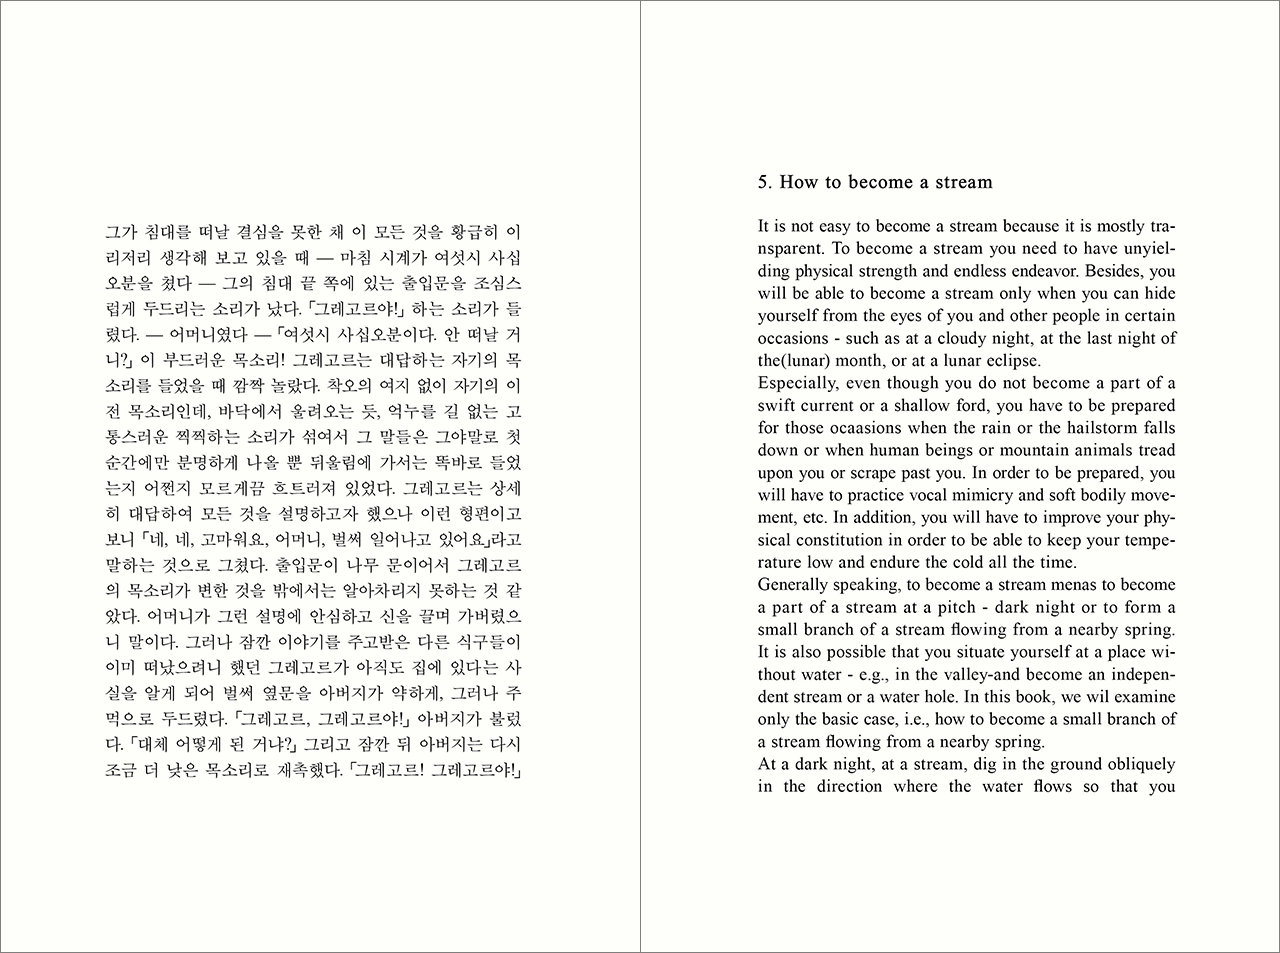 그가 침대를 떠날 결심을 못한 채 이 모든 것을 황급히 이
리저리 생각해 보고 있을 때 — 마침 시계가 여섯시 사십
오분을 쳤다 — 그의 침대 끝 쪽에 있는 출입문을 조심스
럽게 두드리는 소리가 났다. 「그레고르야!」 하는 소리가 들
렸다. — 어머니였다 — 「여섯시 사십오분이다. 안 떠날 거
니?」 이 부드러운 목소리! 그레고르는 대답하는 자기의 목
소리를 들었을 때 깜짝 놀랐다. 착오의 여지 없이 자기의 이
전 목소리인데, 바닥에서 울려오는 듯, 억누를 길 없는 고
통스러운 찍찍하는 소리가 섞여서 그 말들은 그야말로 첫
순간에만 분명하게 나올 뿐 뒤울림에 가서는 똑바로 들었
는지 어쩐지 모르게끔 흐트러져 있었다. 그레고르는 상세
히 대답하여 모든 것을 설명하고자 했으나 이런 형편이고
보니 「네, 네, 고마워요, 어머니, 벌써 일어나고 있어요」라고
말하는 것으로 그쳤다. 출입문이 나무 문이어서 그레고르
의 목소리가 변한 것을 밖에서는 알아차리지 못하는 것 같
았다. 어머니가 그런 설명에 안심하고 신을 끌며 가버렸으
니 말이다. 그러나 잠깐 이야기를 주고받은 다른 식구들이
이미 떠났으려니 했던 그레고르가 아직도 집에 있다는 사
실을 알게 되어 벌써 옆문을 아버지가 약하게, 그러나 주
먹으로 두드렸다. 「그레고르, 그레고르야!」 아버지가 불렀
다. 「대체 어떻게 된 거냐?」 그리고 잠깐 뒤 아버지는 다시
조금 더 낮은 목소리로 재촉했다. 「그레고르! 그레고르야!」
5. How to become a stream
It is not easy to become a stream because it is mostly tra-
nsparent. To become a stream you need to have unyiel-
ding physical strength and endless endeavor. Besides, you
will be able to become a stream only when you can hide
yourself from the eyes of you and other people in certain
occasions - such as at a cloudy night, at the last night of
the(lunar) month, or at a lunar eclipse.
Especially, even though you do not become a part of a
swift current or a shallow ford, you have to be prepared
for those ocaasions when the rain or the hailstorm falls
down or when human beings or mountain animals tread
upon you or scrape past you. In order to be prepared, you
will have to practice vocal mimicry and soft bodily move-
ment, etc. In addition, you will have to improve your phy-
sical constitution in order to be able to keep your tempe-
rature low and endure the cold all the time.
Generally speaking, to become a stream menas to become
a part of a stream at a pitch - dark night or to form a
small branch of a stream flowing from a nearby spring.
It is also possible that you situate yourself at a place wi-
thout water - e.g., in the valley-and become an indepen-
dent stream or a water hole. In this book, we wil examine
only the basic case, i.e., how to become a small branch of
a stream flowing from a nearby spring.
At a dark night, at a stream, dig in the ground obliquely
in the direction where the water flows so that you